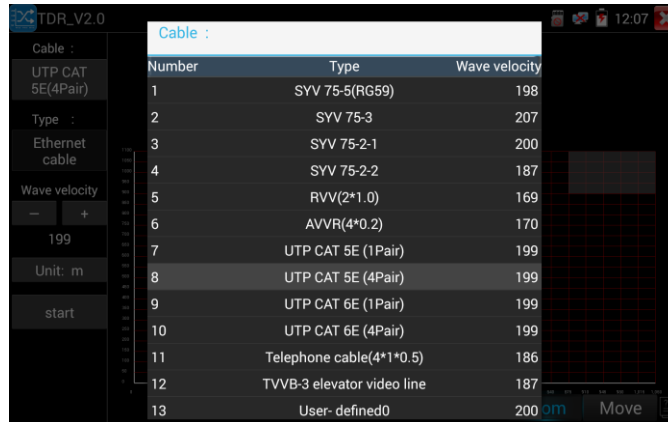 TDR_V2.0
12:07
Cable :
UTP CAT
5E(4Pair)
Type :
Ethernet
cable
Wave velocity
− +
199
Unit: m
start
Cable :
Number Type Wave velocity
1 SYV 75-5(RG59) 198
2 SYV 75-3 207
3 SYV 75-2-1 200
4 SYV 75-2-2 187
5 RVV(2*1.0) 169
6 AVVR(4*0.2) 170
7 UTP CAT 5E (1Pair) 199
8 UTP CAT 5E (4Pair) 199
9 UTP CAT 6E (1Pair) 199
10 UTP CAT 6E (4Pair) 199
11 Telephone cable(4*1*0.5) 186
12 TVVB-3 elevator video line 187
13 User- defined0 200
om Move